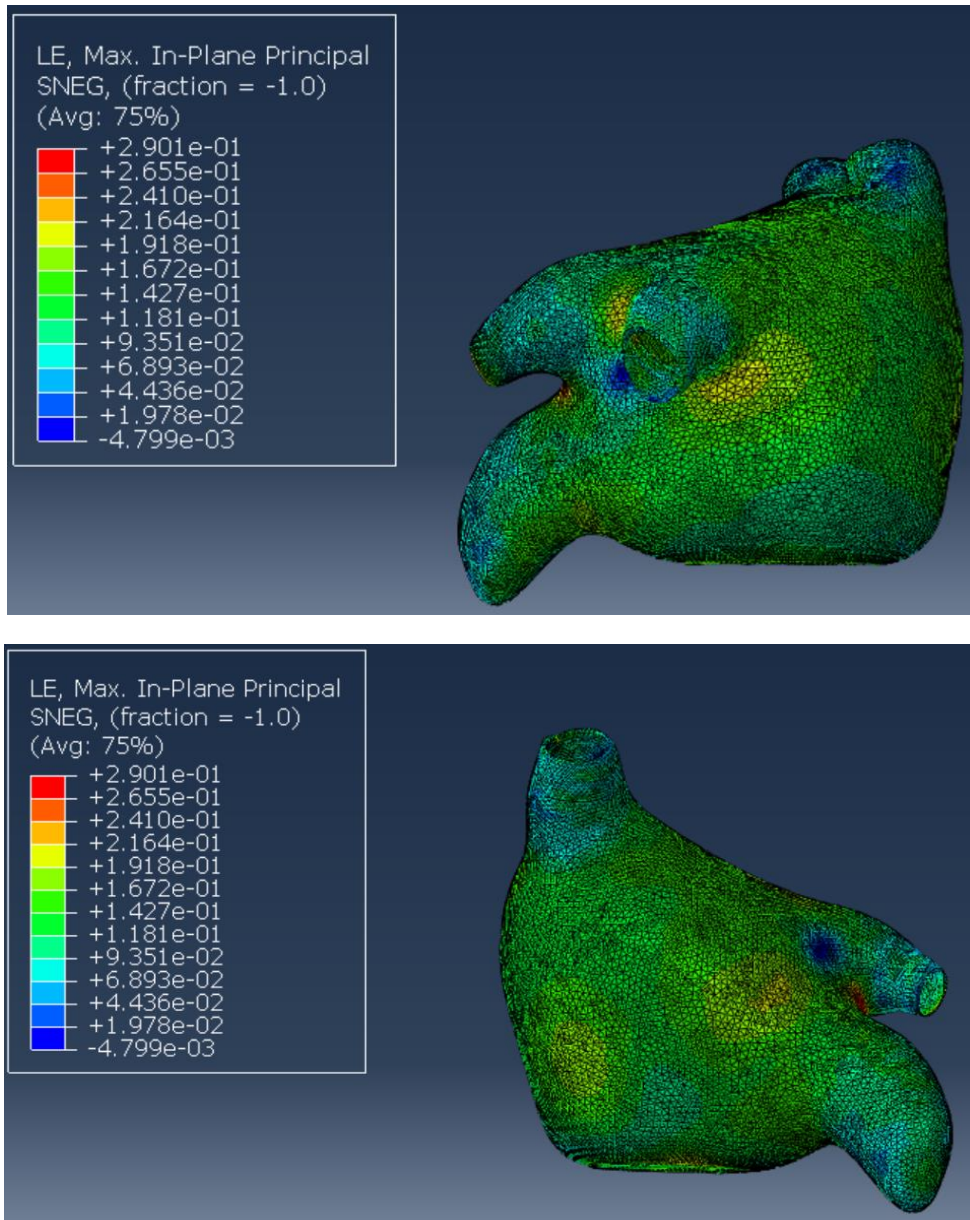 LE, Max. In-Plane Principal
SNEG, (fraction = -1.0)
(Avg: 75%)
+2.901e-01
+2.655e-01
+2.410e-01
+2.164e-01
+1.918e-01
+1.672e-01
+1.427e-01
+1.181e-01
+9.351e-02
+6.893e-02
+4.436e-02
+1.978e-02
-4.799e-03
LE, Max. In-Plane Principal
SNEG, (fraction = -1.0)
(Avg: 75%)
+2.901e-01
+2.655e-01
+2.410e-01
+2.164e-01
+1.918e-01
+1.672e-01
+1.427e-01
+1.181e-01
+9.351e-02
+6.893e-02
+4.436e-02
+1.978e-02
-4.799e-03